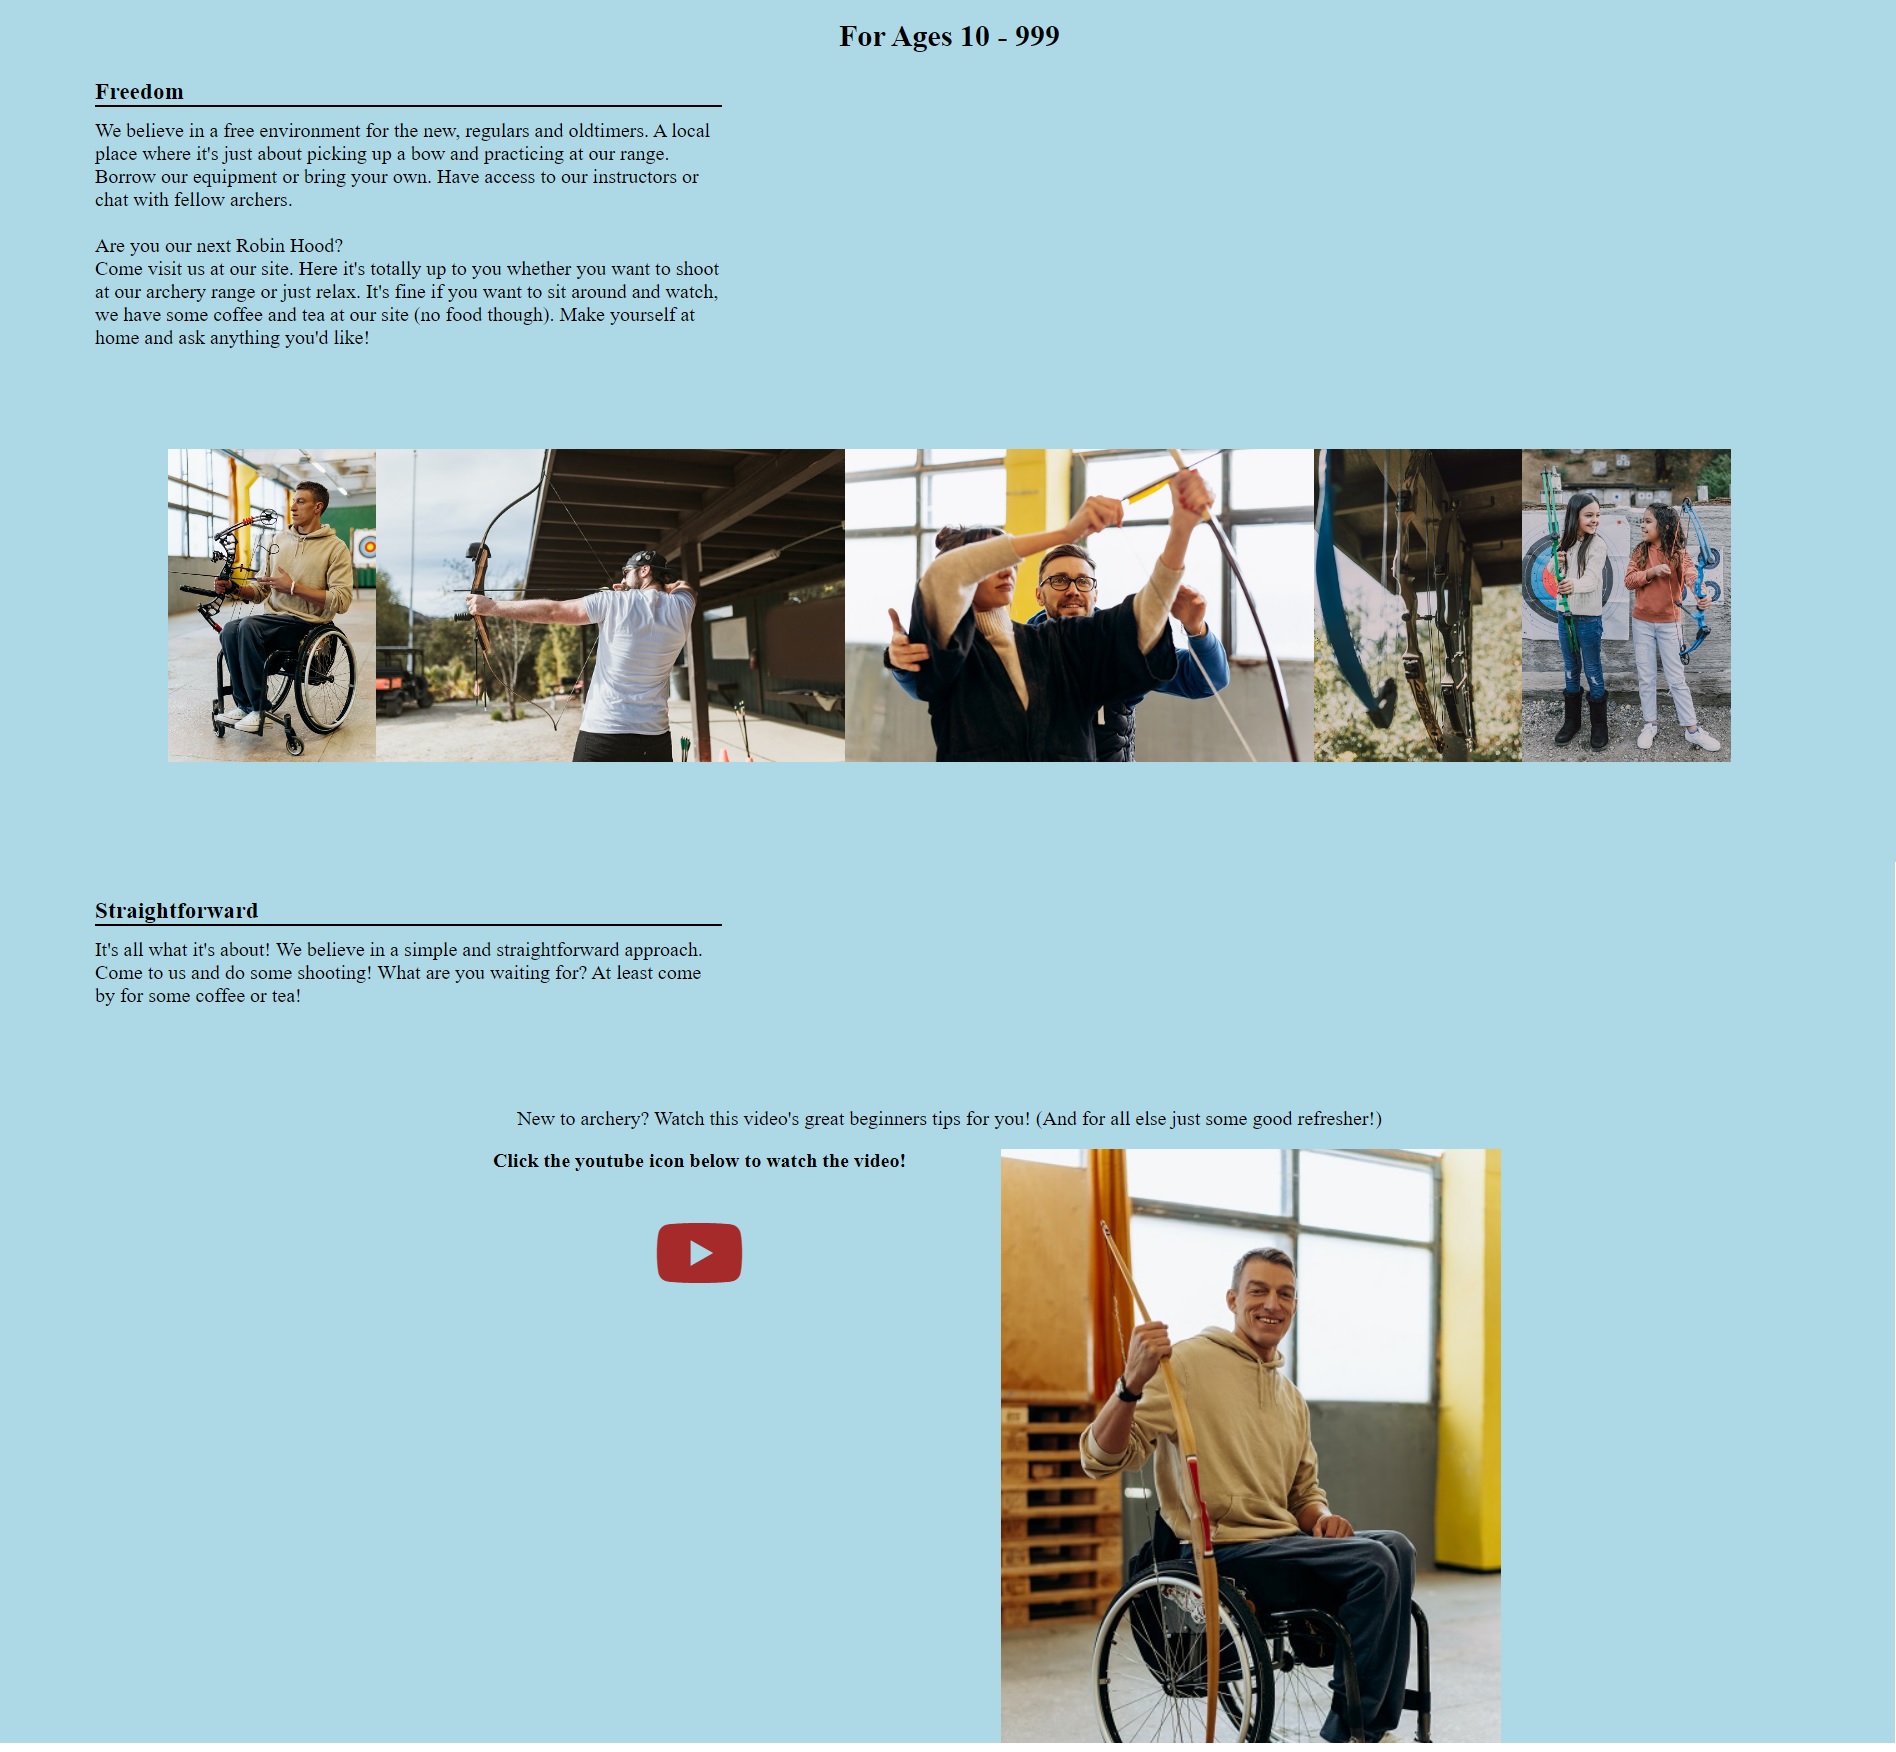 For Ages 10 - 999
Freedom
We believe in a free environment for the new, regulars and oldtimers. A local
place where it's just about picking up a bow and practicing at our range.
Borrow our equipment or bring your own. Have access to our instructors or
chat with fellow archers.
Are you our next Robin Hood?
Come visit us at our site. Here it's totally up to you whether you want to shoot
at our archery range or just relax. It's fine if you want to sit around and watch,
we have some coffee and tea at our site (no food though). Make yourself at
home and ask anything you'd like!
Straightforward
It's all what it's about! We believe in a simple and straightforward approach.
Come to us and do some shooting! What are you waiting for? At least come
by for some coffee or tea!
New to archery? Watch this video's great beginners tips for you! (And for all else just some good refresher!)
Click the youtube icon below to watch the video!